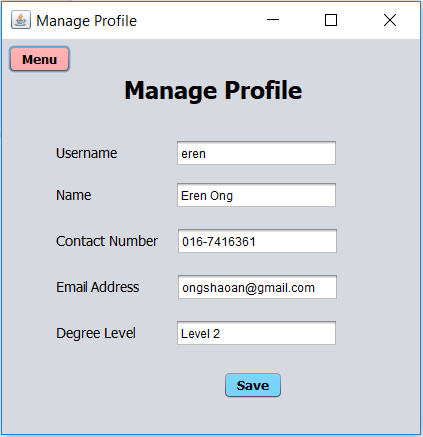 Manage Profile
Menu
Manage Profile
Username eren
Name Eren Ong
Contact Number 016-7416361
Email Address ongshaoan@gmail.com
Degree Level Level 2
Save